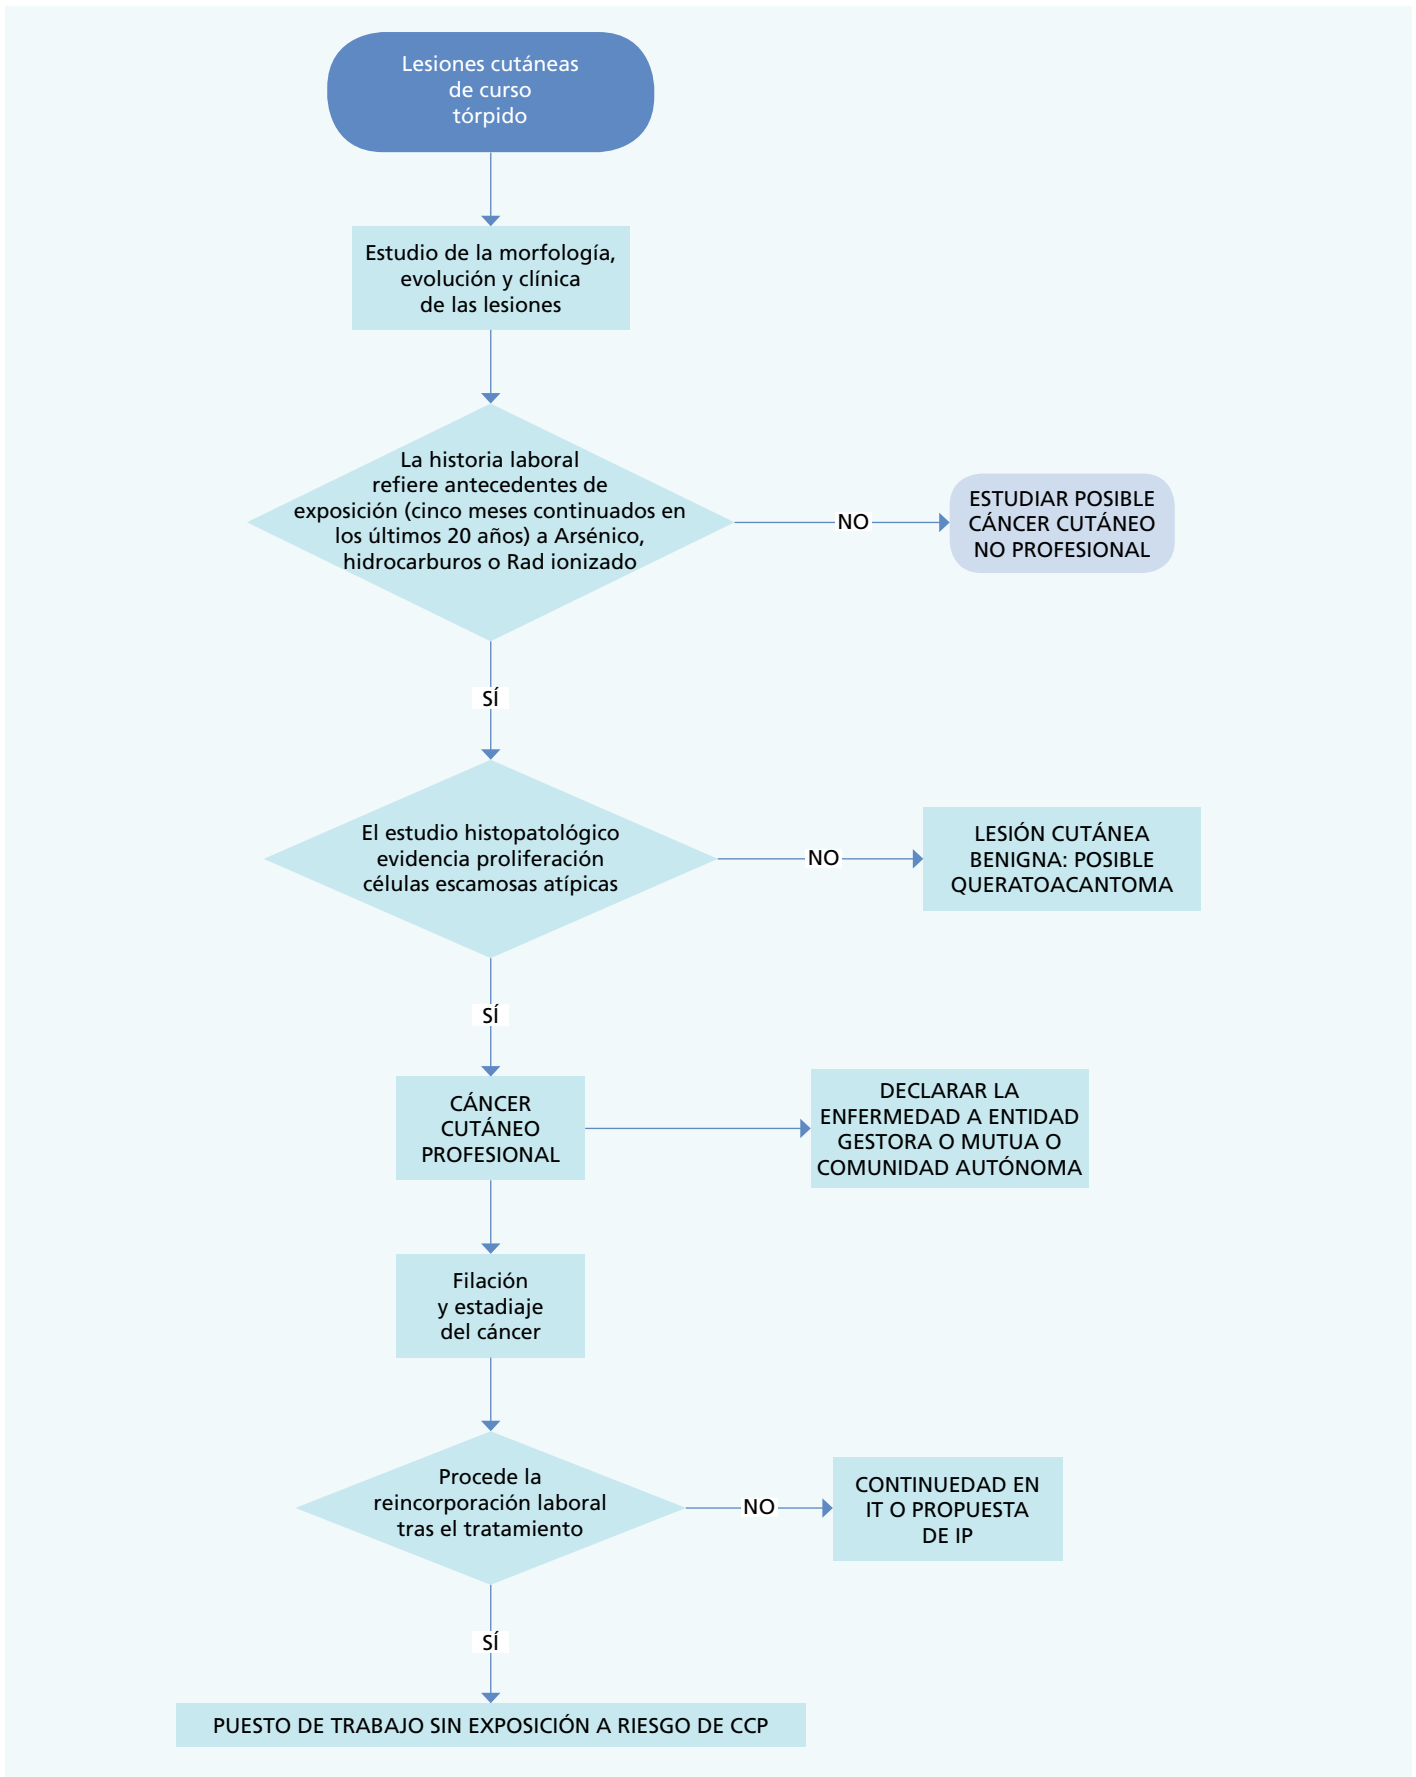 Lesiones cutáneas
de curso
tórpido
Estudio de la morfología,
evolución y clínica
de las lesiones
La historia laboral
refiere antecedentes de
exposición (cinco meses continuados en
los últimos 20 años) a Arsénico,
hidrocarburos o Rad ionizado
NO
ESTUDIAR POSIBLE
CÁNCER CUTÁNEO
NO PROFESIONAL
SÍ
El estudio histopatológico
evidencia proliferación
células escamosas atípicas
NO
LESIÓN CUTÁNEA
BENIGNA: POSIBLE
QUERATOACANTOMA
SÍ
CÁNCER
CUTÁNEO
PROFESIONAL
DECLARAR LA
ENFERMEDAD A ENTIDAD
GESTORA O MUTUA O
COMUNIDAD AUTÓNOMA
Filación
y estadiaje
del cáncer
Procede la
reincorporación laboral
tras el tratamiento
NO
CONTINUEDAD EN
IT O PROPUESTA
DE IP
SÍ
PUESTO DE TRABAJO SIN EXPOSICIÓN A RIESGO DE CCP